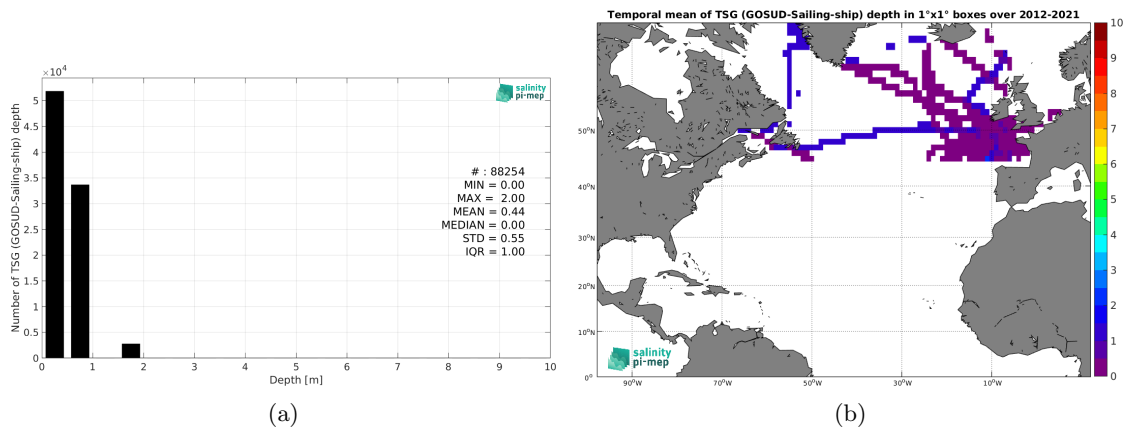 ×10⁴
5
4.5
4
3.5
3
2.5
2
1.5
1
0.5
0
Number of TSG (GOSUD-Sailing-ship) depth
salinity
pi-mep
# : 88254
MIN = 0.00
MAX = 2.00
MEAN = 0.44
MEDIAN = 0.00
STD = 0.55
IQR = 1.00
0 1 2 3 4 5 6 7 8 9 10
Depth [m]
(a)
Temporal mean of TSG (GOSUD-Sailing-ship) depth in 1°x1° boxes over 2012-2021
50°N
40°N
30°N
20°N
10°N
0°
90°W 70°W 50°W 30°W 10°W
salinity
pi-mep
10
9
8
7
6
5
4
3
2
1
0
(b)